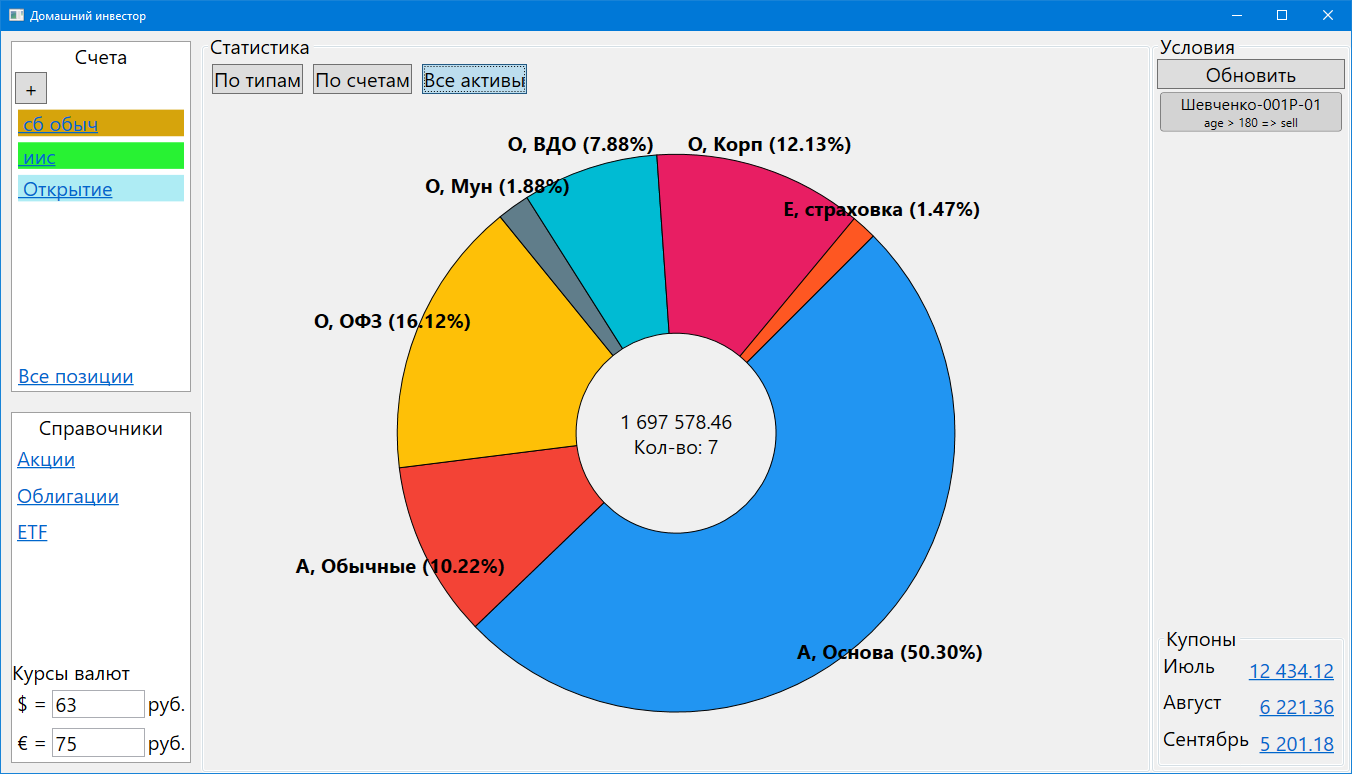 Домашний инвестор
Счета
+
сб обыч
иис
Открытие
Все позиции
Справочники
Акции
Облигации
ETF
Курсы валют
$ = 63 руб.
€ = 75 руб.
Статистика
По типам По счетам Все активы
О, ВДО (7.88%)
О, Корп (12.13%)
О, Мун (1.88%)
Е, страховка (1.47%)
О, ОФЗ (16.12%)
1 697 578.46
Кол-во: 7
А, Обычные (10.22%)
А, Основа (50.30%)
Условия
Обновить
Шевченко-001Р-01
age > 180 => sell
Купоны
Июль 12 434.12
Август 6 221.36
Сентябрь 5 201.18